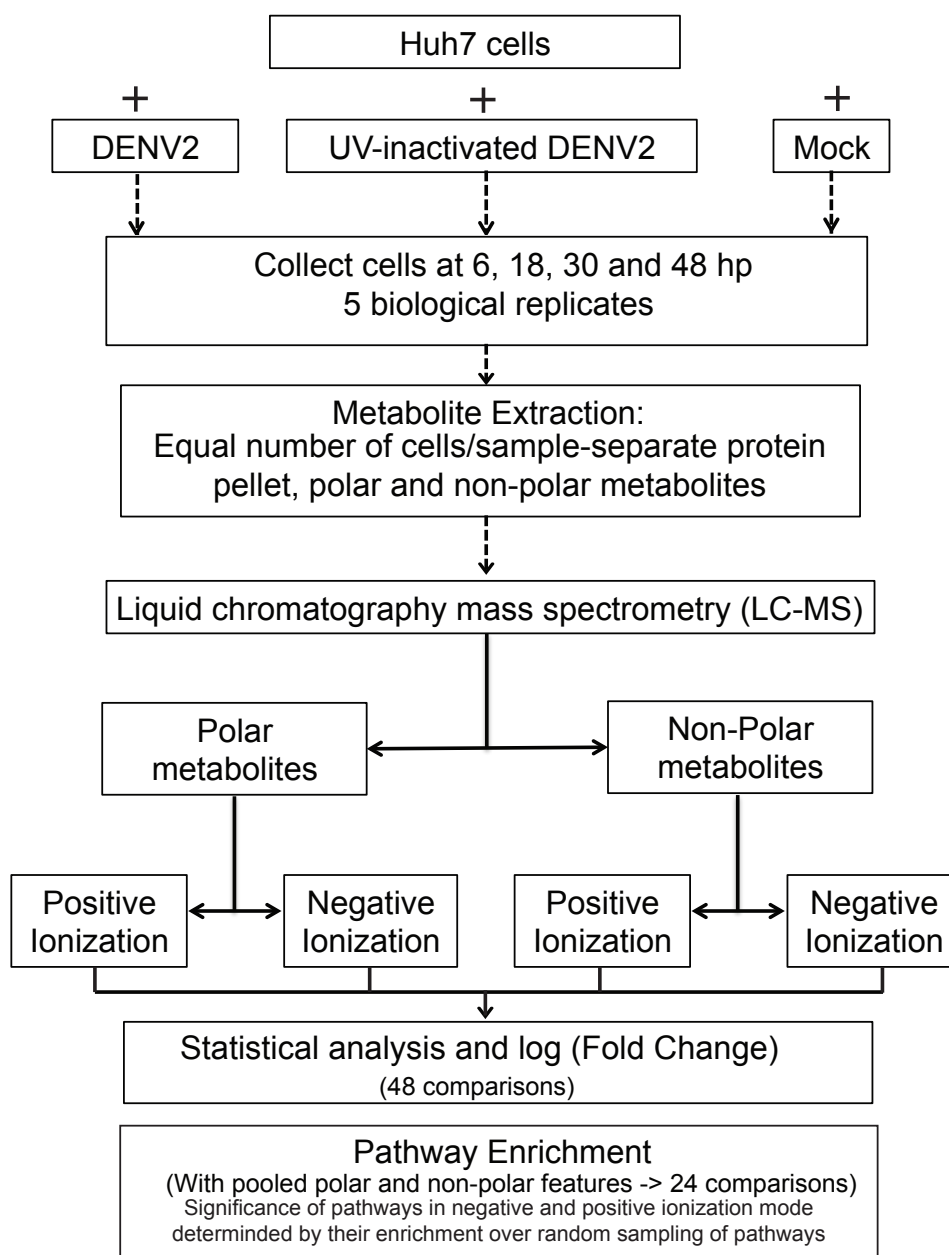 Huh7 cells
+ + +
DENV2 UV-inactivated DENV2 Mock
Collect cells at 6, 18, 30 and 48 hp
5 biological replicates
Metabolite Extraction:
Equal number of cells/sample-separate protein
pellet, polar and non-polar metabolites
Liquid chromatography mass spectrometry (LC-MS)
Polar
metabolites
Non-Polar
metabolites
Positive
Ionization
Negative
Ionization
Positive
Ionization
Negative
Ionization
Statistical analysis and log (Fold Change)
(48 comparisons)
Pathway Enrichment
(With pooled polar and non-polar features -> 24 comparisons)
Significance of pathways in negative and positive ionization mode
determinded by their enrichment over random sampling of pathways